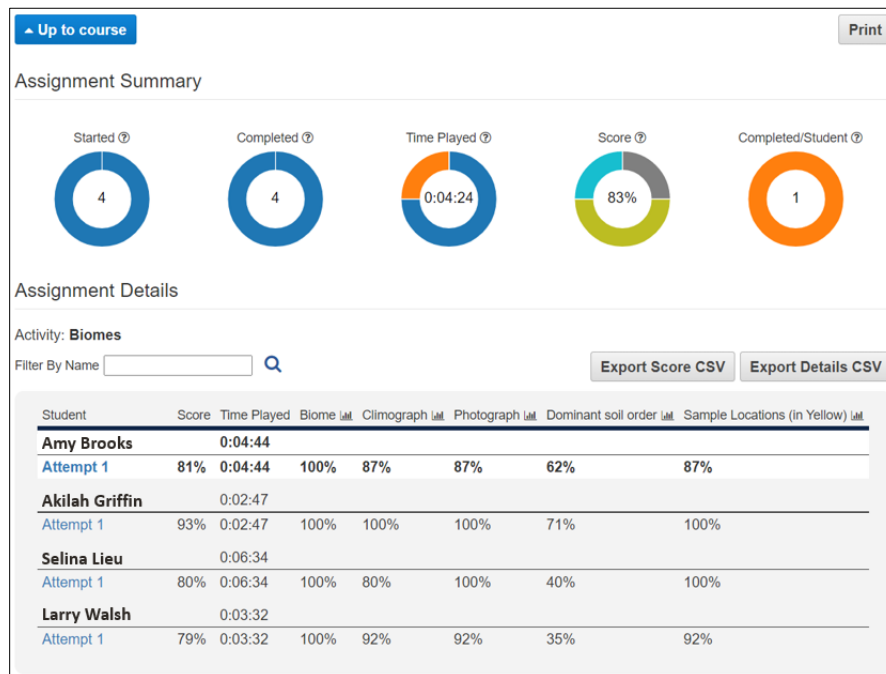 Up to course
Print
Assignment Summary
Started ?
Completed ?
Time Played ?
Score ?
Completed/Student ?
4
4
0:04:24
83%
1
Assignment Details
Activity: Biomes
Filter By Name
Export Score CSV
Export Details CSV
Student Score Time Played Biome Climograph Photograph Dominant soil order Sample Locations (in Yellow)
Amy Brooks 0:04:44
Attempt 1 81% 0:04:44 100% 87% 87% 62% 87%
Akilah Griffin 0:02:47
Attempt 1 93% 0:02:47 100% 100% 100% 71% 100%
Selina Lieu 0:06:34
Attempt 1 80% 0:06:34 100% 80% 100% 40% 100%
Larry Walsh 0:03:32
Attempt 1 79% 0:03:32 100% 92% 92% 35% 92%